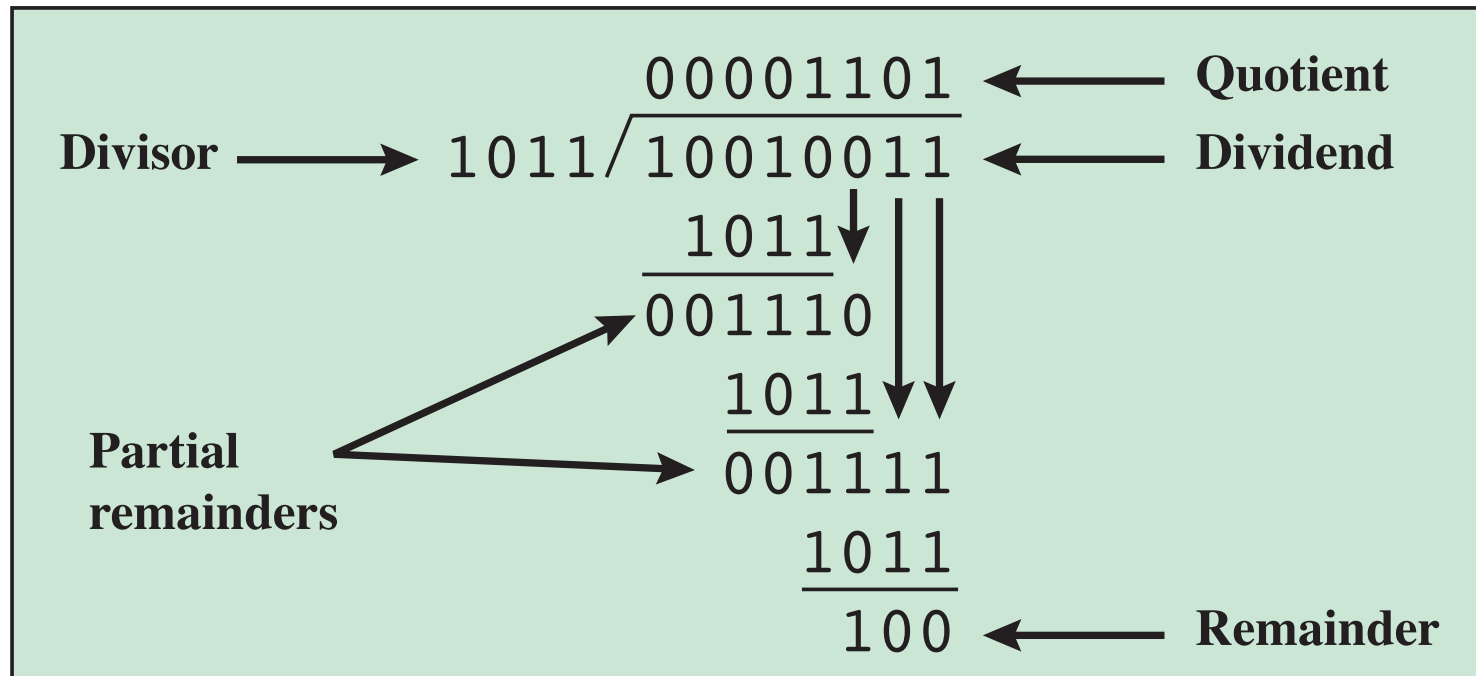 00001101 Quotient
Divisor 1011 10010011 Dividend
1011
001110
1011
Partial
remainders
001111
1011
100 Remainder